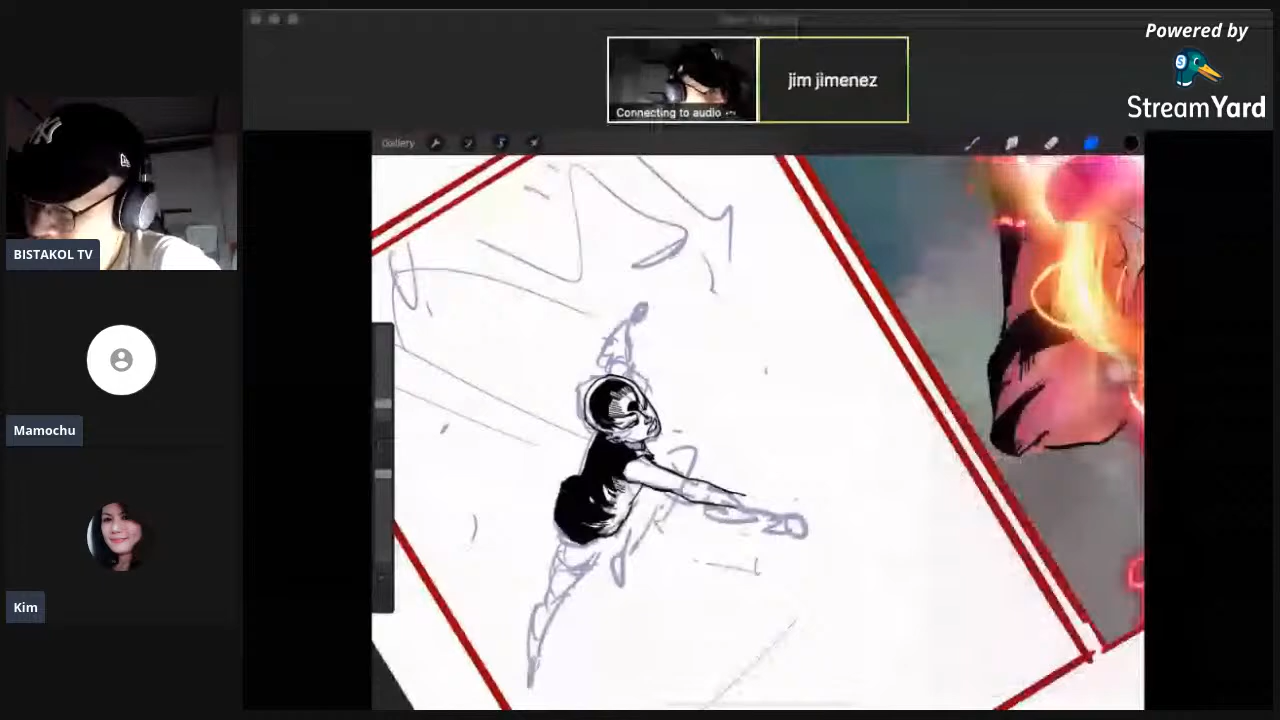 Powered by
StreamYard
jim jimenez
Connecting to audio ...
Gallery
BISTAKOL TV
Mamochu
Kim